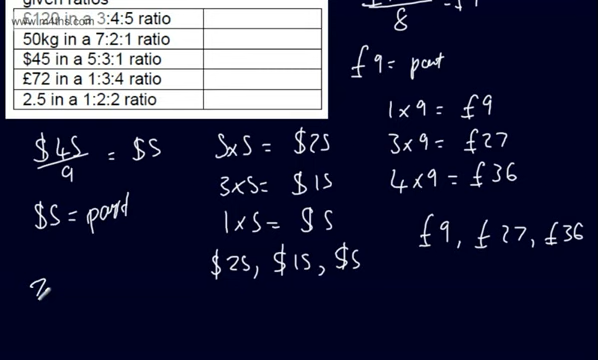 given ratios
£120 in a 3:4:5 ratio
50kg in a 7:2:1 ratio
$45 in a 5:3:1 ratio
£72 in a 1:3:4 ratio
2.5 in a 1:2:2 ratio
8
£9 = part
1 x 9 = £9
3 x 9 = £27
4 x 9 = £36
£9, £27, £36
$45 / 9 = $5
$5 = part
5 x 5 = $25
3 x 5 = $15
1 x 5 = $5
$25, $15, $5